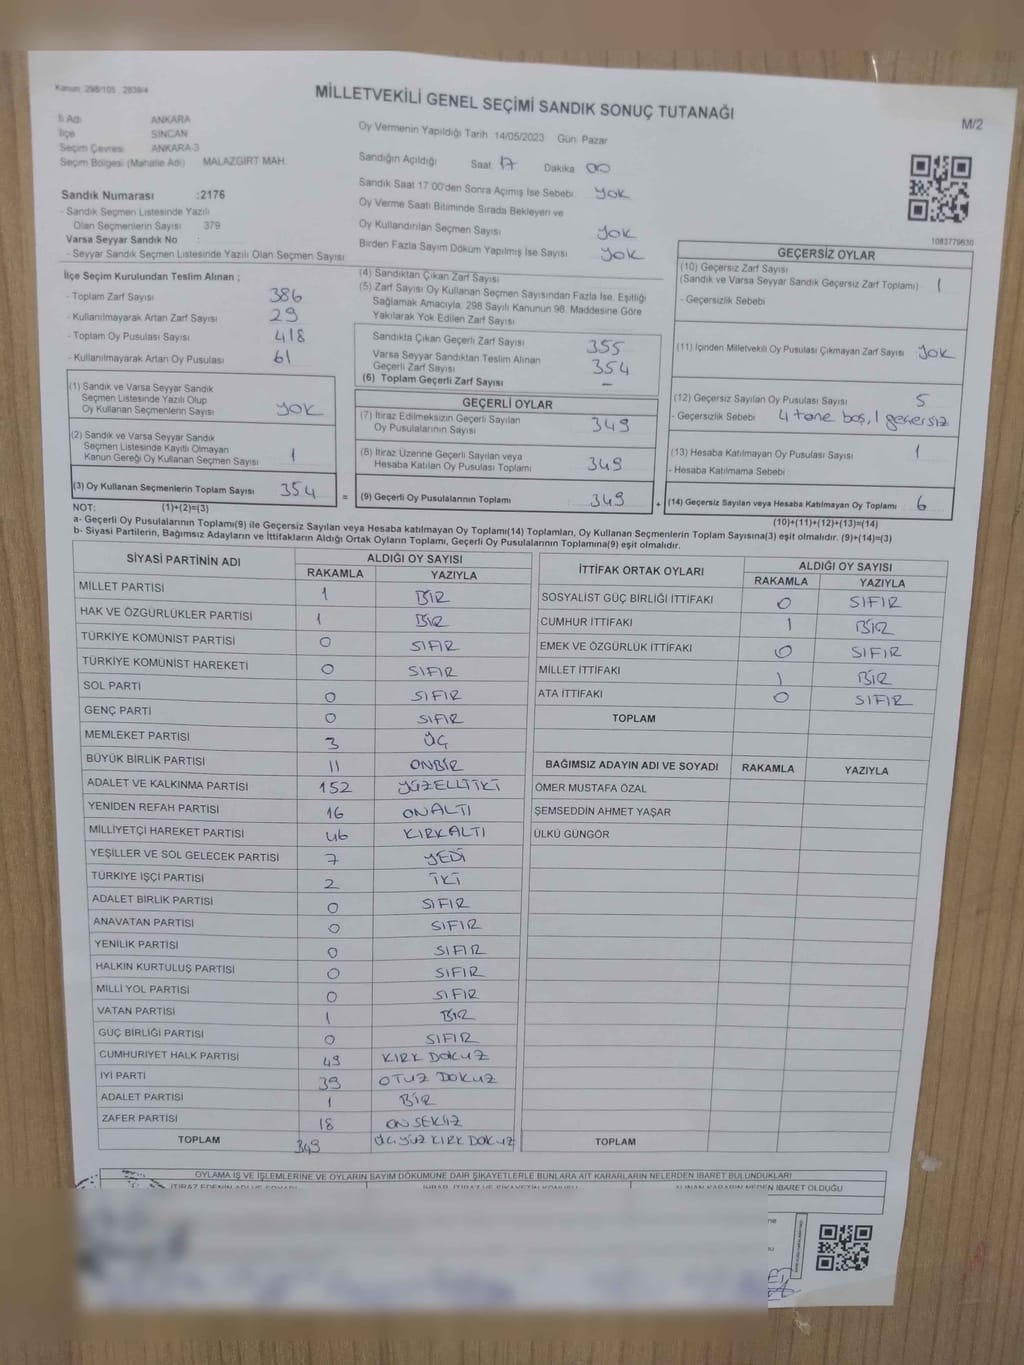 Kanun: 298/105 , 2839/4
MİLLETVEKİLİ GENEL SEÇİMİ SANDIK SONUÇ TUTANAĞI
M/2
İl Adı ANKARA
İlçe SİNCAN
Seçim Çevresi ANKARA-3
Seçim Bölgesi (Mahalle Adı) MALAZGİRT MAH.
Sandık Numarası :2176
- Sandık Seçmen Listesinde Yazılı
Olan Seçmenlerin Sayısı 379
Varsa Seyyar Sandık No :
- Seyyar Sandık Seçmen Listesinde Yazılı Olan Seçmen Sayısı
Oy Vermenin Yapıldığı Tarih 14/05/2023 Gün Pazar
Sandığın Açıldığı Saat 17 Dakika 00
Sandık Saat 17.00'den Sonra Açımış İse Sebebi YOK
Oy Verme Saati Bitiminde Sırada Bekleyen ve
Oy Kullandırılan Seçmen Sayısı YOK
Birden Fazla Sayım Döküm Yapılmış İse Sayısı YOK
1083779630
İlçe Seçim Kurulundan Teslim Alınan ;
- Toplam Zarf Sayısı 386
- Kullanılmayarak Artan Zarf Sayısı 29
- Toplam Oy Pusulası Sayısı 418
- Kullanılmayarak Artan Oy Pusulası 61
(1) Sandık ve Varsa Seyyar Sandık
Seçmen Listesinde Yazılı Olup
Oy Kullanan Seçmenlerin Sayısı YOK
(2) Sandık ve Varsa Seyyar Sandık
Seçmen Listesinde Kayıtlı Olmayan
Kanun Gereği Oy Kullanan Seçmen Sayısı 1
(3) Oy Kullanan Seçmenlerin Toplam Sayısı 354 =
(4) Sandıktan Çıkan Zarf Sayısı
(5) Zarf Sayısı Oy Kullanan Seçmen Sayısından Fazla İse, Eşitliği
Sağlamak Amacıyla, 298 Sayılı Kanunun 98. Maddesine Göre
Yakılarak Yok Edilen Zarf Sayısı
Sandıkta Çıkan Geçerli Zarf Sayısı 355
Varsa Seyyar Sandıktan Teslim Alınan
Geçerli Zarf Sayısı 354
(6) Toplam Geçerli Zarf Sayısı –
GEÇERLİ OYLAR
(7) İtiraz Edilmeksizin Geçerli Sayılan
Oy Pusulalarının Sayısı 349
(8) İtiraz Üzerine Geçerli Sayılan veya
Hesaba Katılan Oy Pusulası Toplamı 349
(9) Geçerli Oy Pusulalarının Toplamı 349 +
GEÇERSİZ OYLAR
(10) Geçersiz Zarf Sayısı
(Sandık ve Varsa Seyyar Sandık Geçersiz Zarf Toplamı) 1
- Geçersizlik Sebebi
(11) İçinden Milletvekili Oy Pusulası Çıkmayan Zarf Sayısı YOK
(12) Geçersiz Sayılan Oy Pusulası Sayısı 5
- Geçersizlik Sebebi 4 tane boş, 1 geçersiz
(13) Hesaba Katılmayan Oy Pusulası Sayısı 1
- Hesaba Katılmama Sebebi
(14) Geçersiz Sayılan veya Hesaba Katılmayan Oy Toplamı 6
NOT: (1)+(2)=(3)
(10)+(11)+(12)+(13)=(14)
a- Geçerli Oy Pusulalarının Toplamı(9) ile Geçersiz Sayılan veya Hesaba Katılmayan Oy Toplamı(14) Toplamları, Oy Kullanan Seçmenlerin Toplam Sayısına(3) eşit olmalıdır. (9)+(14)=(3)
b- Siyasi Partilerin, Bağımsız Adayların ve İttifakların Aldığı Ortak Oyların Toplamı, Geçerli Oy Pusulalarının Toplamına(9) eşit olmalıdır.
SİYASİ PARTİNİN ADI ALDIĞI OY SAYISI
RAKAMLA YAZIYLA
MİLLET PARTİSİ 1 BİR
HAK VE ÖZGÜRLÜKLER PARTİSİ 1 BİR
TÜRKİYE KOMÜNİST PARTİSİ 0 SIFIR
TÜRKİYE KOMÜNİST HAREKETİ 0 SIFIR
SOL PARTİ 0 SIFIR
GENÇ PARTİ 0 SIFIR
MEMLEKET PARTİSİ 3 ÜÇ
BÜYÜK BİRLİK PARTİSİ 11 ONBİR
ADALET VE KALKINMA PARTİSİ 152 YÜZELLİİKİ
YENİDEN REFAH PARTİSİ 16 ONALTI
MİLLİYETÇİ HAREKET PARTİSİ 46 KIRKALTI
YEŞİLLER VE SOL GELECEK PARTİSİ 7 YEDİ
TÜRKİYE İŞÇİ PARTİSİ 2 İKİ
ADALET BİRLİK PARTİSİ 0 SIFIR
ANAVATAN PARTİSİ 0 SIFIR
YENİLİK PARTİSİ 0 SIFIR
HALKIN KURTULUŞ PARTİSİ 0 SIFIR
MİLLİ YOL PARTİSİ 0 SIFIR
VATAN PARTİSİ 1 BİR
GÜÇ BİRLİĞİ PARTİSİ 0 SIFIR
CUMHURİYET HALK PARTİSİ 49 KIRK DOKUZ
İYİ PARTİ 39 OTUZ DOKUZ
ADALET PARTİSİ 1 BİR
ZAFER PARTİSİ 18 ON SEKİZ
TOPLAM 349 ÜÇ YÜZ KIRK DOKUZ
İTTİFAK ORTAK OYLARI ALDIĞI OY SAYISI
RAKAMLA YAZIYLA
SOSYALİST GÜÇ BİRLİĞİ İTTİFAKI 0 SIFIR
CUMHUR İTTİFAKI 1 BİR
EMEK VE ÖZGÜRLÜK İTTİFAKI 0 SIFIR
MİLLET İTTİFAKI 1 BİR
ATA İTTİFAKI 0 SIFIR
TOPLAM
BAĞIMSIZ ADAYIN ADI VE SOYADI RAKAMLA YAZIYLA
ÖMER MUSTAFA ÖZAL
ŞEMSEDDİN AHMET YAŞAR
ÜLKÜ GÜNGÖR
TOPLAM
OYLAMA İŞ VE İŞLEMLERİNE VE OYLARIN SAYIM DÖKÜMÜNE DAİR ŞİKAYETLERLE BUNLARA AİT KARARLARIN NELERDEN İBARET BULUNDUKLARI